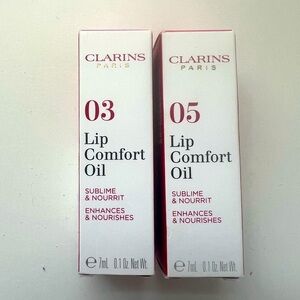 CLARINS
PARIS
03
Lip
Comfort
Oil
SUBLIME
& NOURRIT
ENHANCES
& NOURISHES
℮ 7mL 0.1 Oz. Net Wt.
CLARINS
PARIS
05
Lip
Comfort
Oil
SUBLIME
& NOURRIT
ENHANCES
& NOURISHES
℮ 7mL 0.1 Oz. Net Wt.